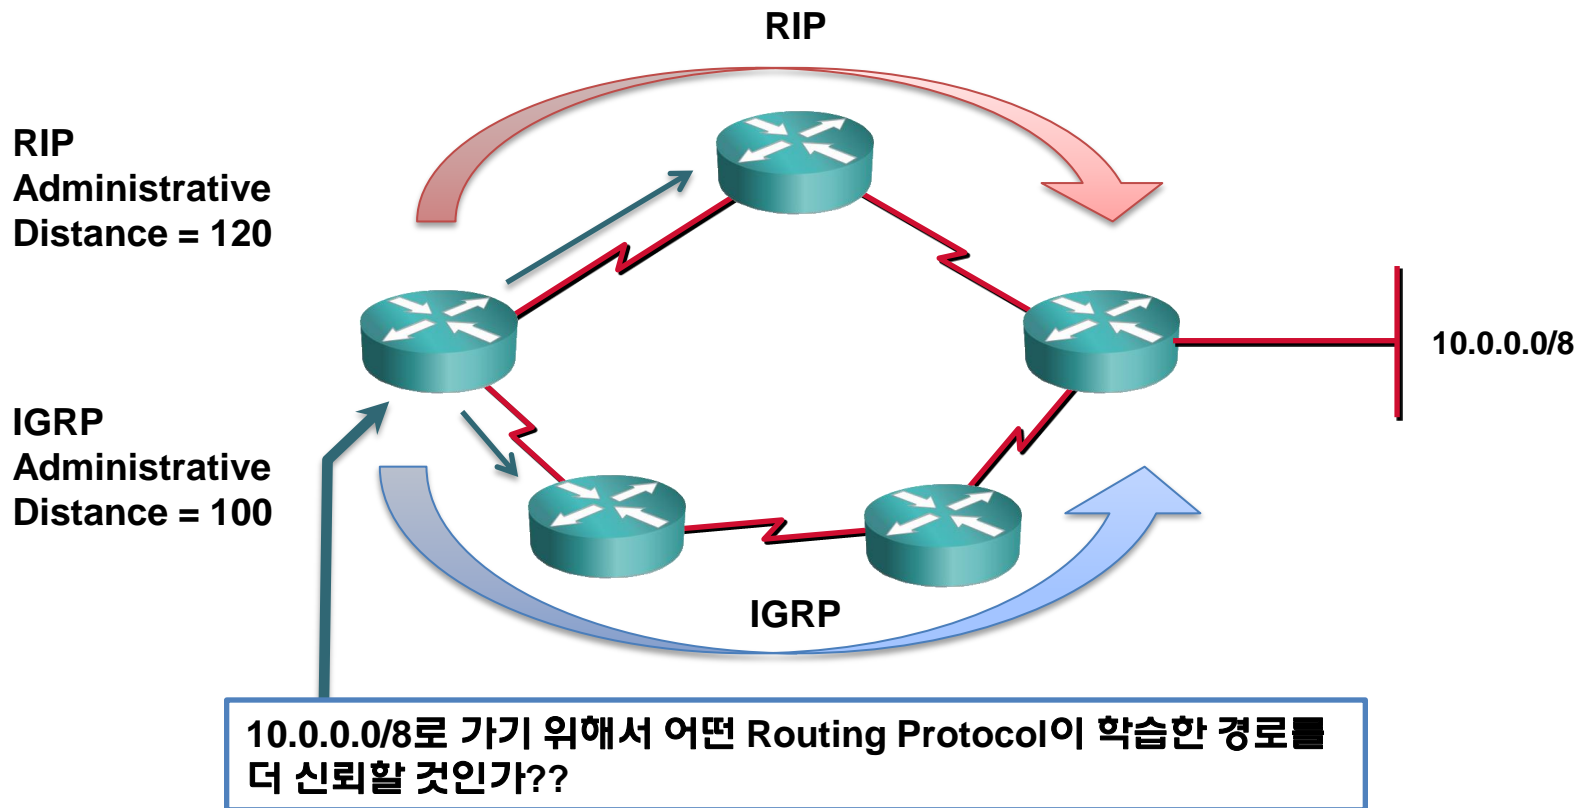 RIP
RIP
Administrative
Distance = 120
10.0.0.0/8
IGRP
Administrative
Distance = 100
IGRP
10.0.0.0/8로 가기 위해서 어떤 Routing Protocol이 학습한 경로를
더 신뢰할 것인가??